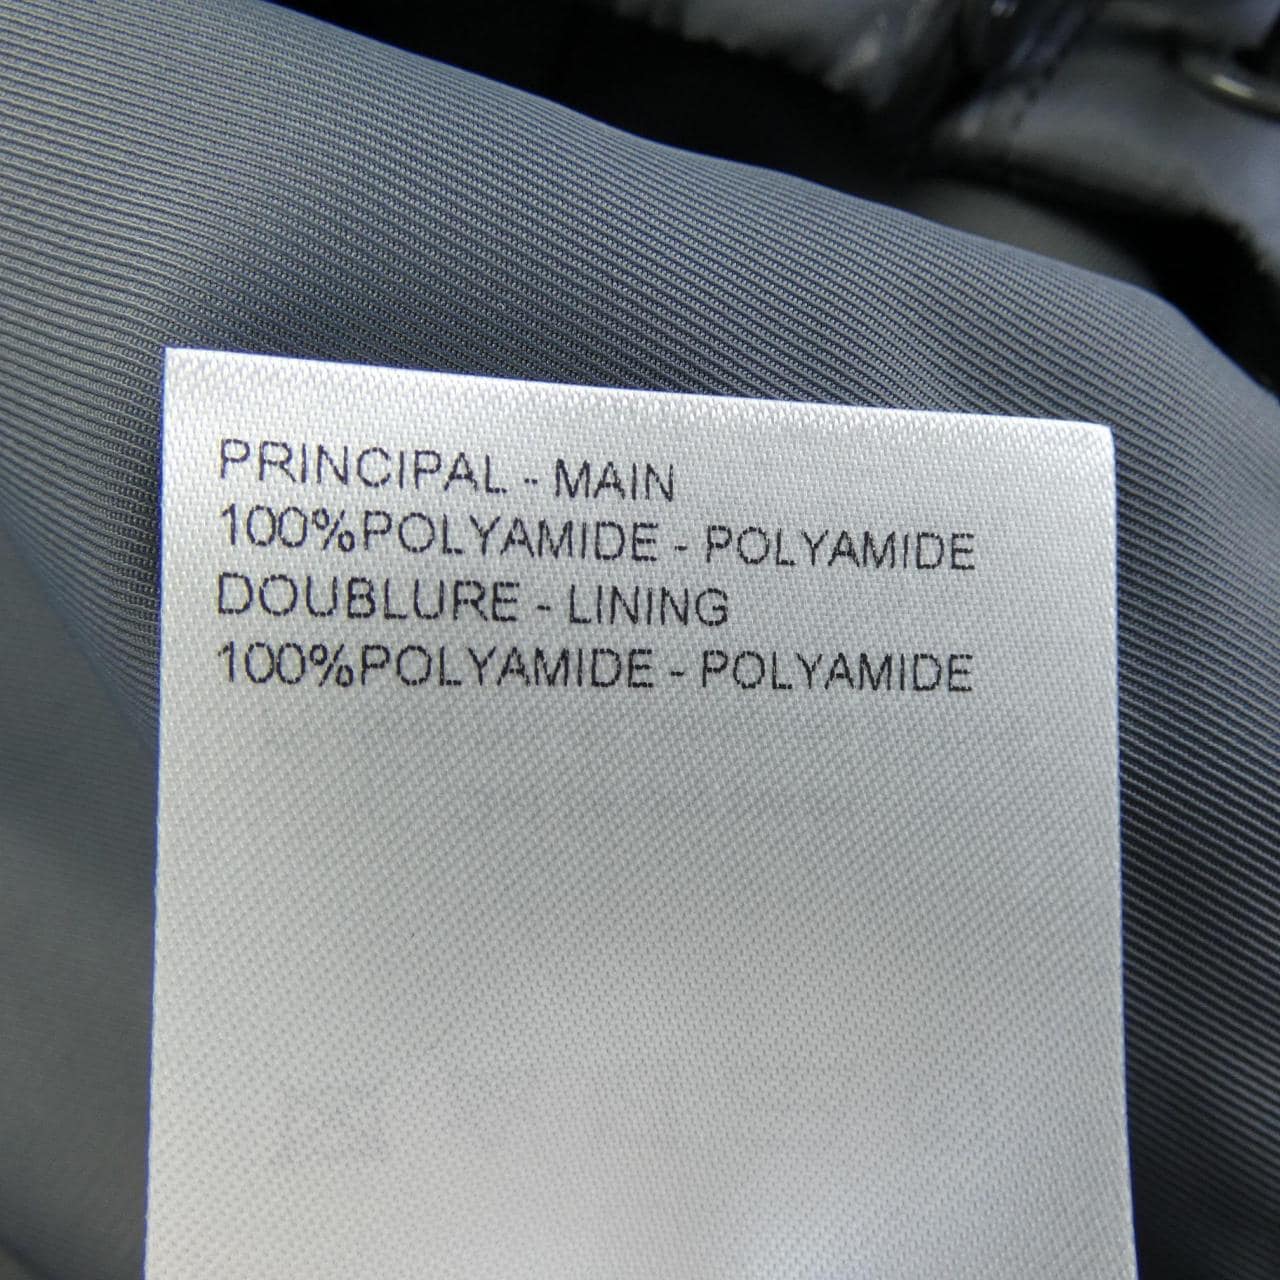 PRINCIPAL - MAIN
100%POLYAMIDE - POLYAMIDE
DOUBLURE - LINING
100%POLYAMIDE - POLYAMIDE